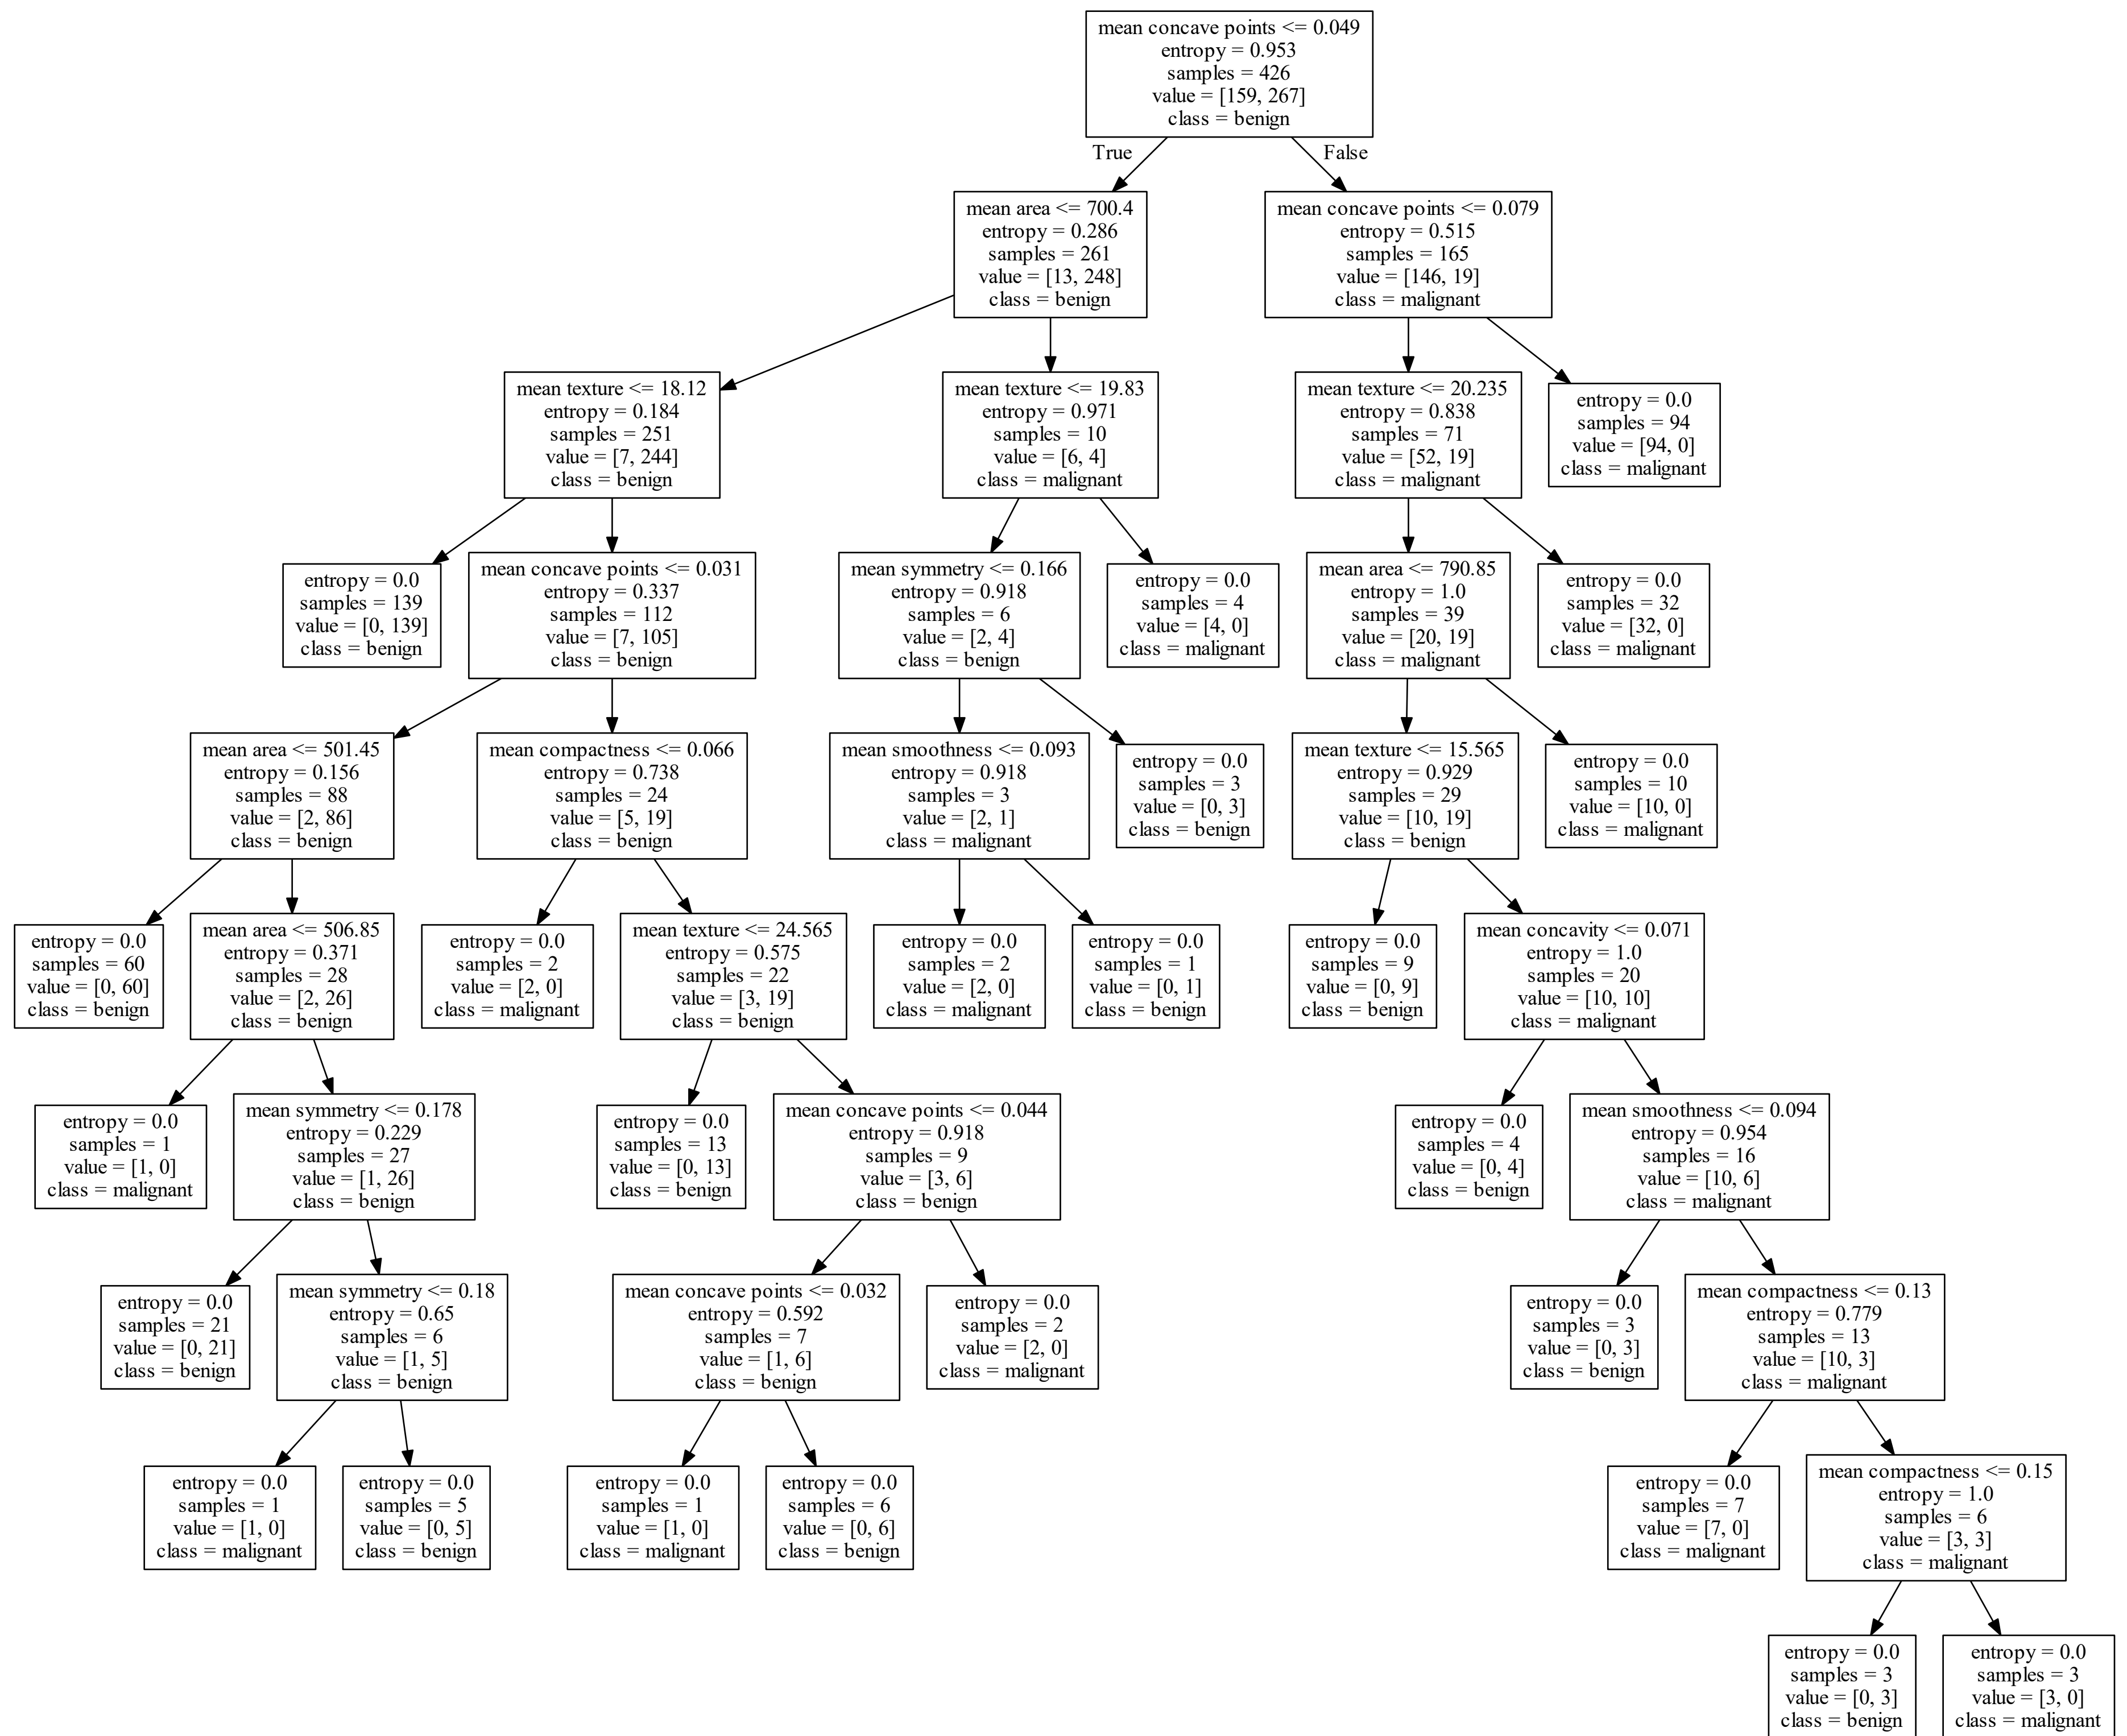 mean concave points <= 0.049
entropy = 0.953
samples = 426
value = [159, 267]
class = benign
True
False
mean area <= 700.4
entropy = 0.286
samples = 261
value = [13, 248]
class = benign
mean concave points <= 0.079
entropy = 0.515
samples = 165
value = [146, 19]
class = malignant
mean texture <= 18.12
entropy = 0.184
samples = 251
value = [7, 244]
class = benign
mean texture <= 19.83
entropy = 0.971
samples = 10
value = [6, 4]
class = malignant
mean texture <= 20.235
entropy = 0.838
samples = 71
value = [52, 19]
class = malignant
entropy = 0.0
samples = 94
value = [94, 0]
class = malignant
entropy = 0.0
samples = 139
value = [0, 139]
class = benign
mean concave points <= 0.031
entropy = 0.337
samples = 112
value = [7, 105]
class = benign
mean symmetry <= 0.166
entropy = 0.918
samples = 6
value = [2, 4]
class = benign
entropy = 0.0
samples = 4
value = [4, 0]
class = malignant
mean area <= 790.85
entropy = 1.0
samples = 39
value = [20, 19]
class = malignant
entropy = 0.0
samples = 32
value = [32, 0]
class = malignant
mean area <= 501.45
entropy = 0.156
samples = 88
value = [2, 86]
class = benign
mean compactness <= 0.066
entropy = 0.738
samples = 24
value = [5, 19]
class = benign
mean smoothness <= 0.093
entropy = 0.918
samples = 3
value = [2, 1]
class = malignant
entropy = 0.0
samples = 3
value = [0, 3]
class = benign
mean texture <= 15.565
entropy = 0.929
samples = 29
value = [10, 19]
class = benign
entropy = 0.0
samples = 10
value = [10, 0]
class = malignant
entropy = 0.0
samples = 60
value = [0, 60]
class = benign
mean area <= 506.85
entropy = 0.371
samples = 28
value = [2, 26]
class = benign
entropy = 0.0
samples = 2
value = [2, 0]
class = malignant
mean texture <= 24.565
entropy = 0.575
samples = 22
value = [3, 19]
class = benign
entropy = 0.0
samples = 2
value = [2, 0]
class = malignant
entropy = 0.0
samples = 1
value = [0, 1]
class = benign
entropy = 0.0
samples = 9
value = [0, 9]
class = benign
mean concavity <= 0.071
entropy = 1.0
samples = 20
value = [10, 10]
class = malignant
entropy = 0.0
samples = 1
value = [1, 0]
class = malignant
mean symmetry <= 0.178
entropy = 0.229
samples = 27
value = [1, 26]
class = benign
entropy = 0.0
samples = 13
value = [0, 13]
class = benign
mean concave points <= 0.044
entropy = 0.918
samples = 9
value = [3, 6]
class = benign
entropy = 0.0
samples = 4
value = [0, 4]
class = benign
mean smoothness <= 0.094
entropy = 0.954
samples = 16
value = [10, 6]
class = malignant
entropy = 0.0
samples = 21
value = [0, 21]
class = benign
mean symmetry <= 0.18
entropy = 0.65
samples = 6
value = [1, 5]
class = benign
mean concave points <= 0.032
entropy = 0.592
samples = 7
value = [1, 6]
class = benign
entropy = 0.0
samples = 2
value = [2, 0]
class = malignant
entropy = 0.0
samples = 3
value = [0, 3]
class = benign
mean compactness <= 0.13
entropy = 0.779
samples = 13
value = [10, 3]
class = malignant
entropy = 0.0
samples = 1
value = [1, 0]
class = malignant
entropy = 0.0
samples = 5
value = [0, 5]
class = benign
entropy = 0.0
samples = 1
value = [1, 0]
class = malignant
entropy = 0.0
samples = 6
value = [0, 6]
class = benign
entropy = 0.0
samples = 7
value = [7, 0]
class = malignant
mean compactness <= 0.15
entropy = 1.0
samples = 6
value = [3, 3]
class = malignant
entropy = 0.0
samples = 3
value = [0, 3]
class = benign
entropy = 0.0
samples = 3
value = [3, 0]
class = malignant